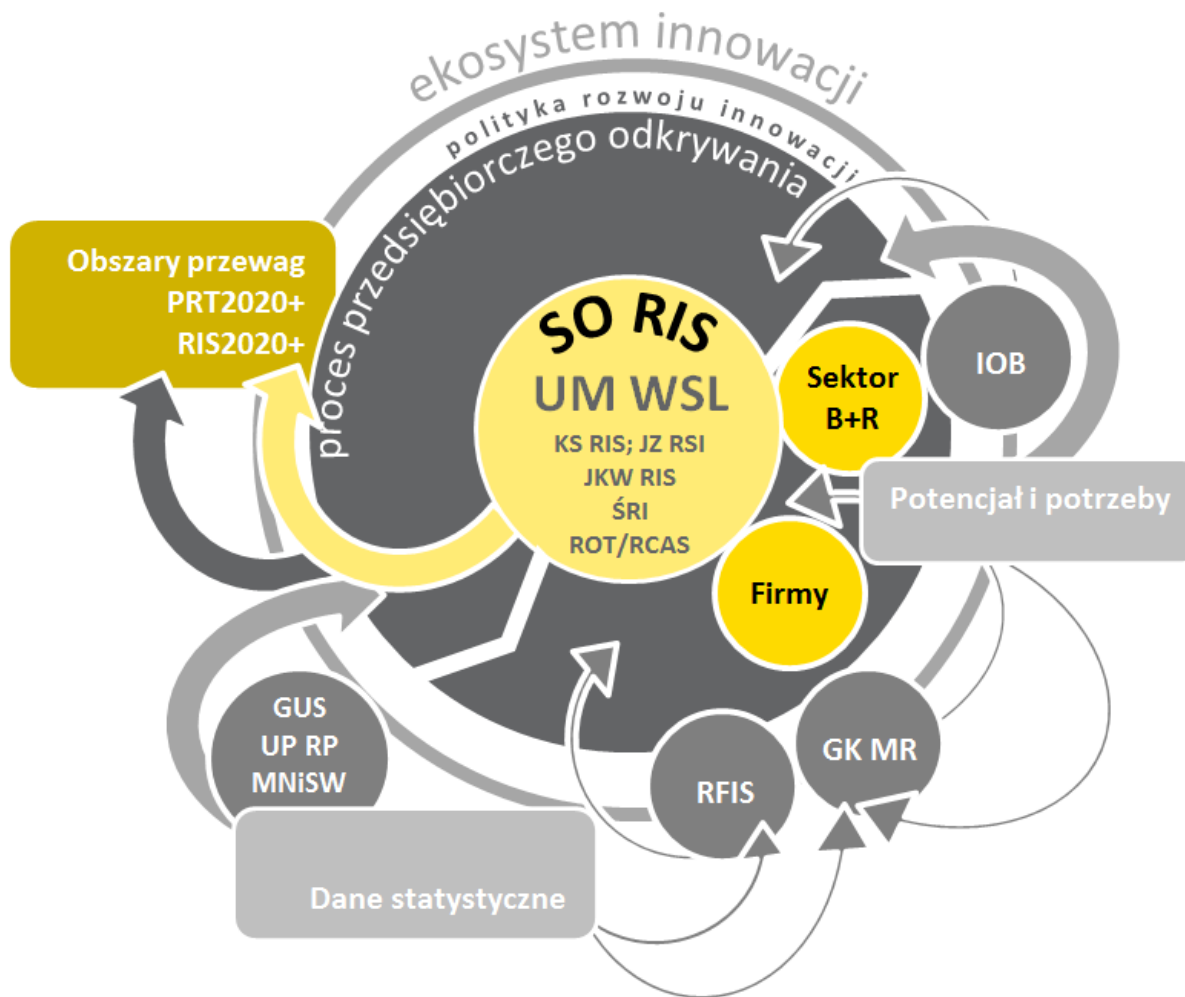 ekosystem innowacji
polityka rozwoju innowacji
proces przedsiębiorczego odkrywania
Obszary przewag
PRT2020+
RIS2020+
SO RIS
UM WSL
KS RIS; JZ RSI
JKW RIS
ŚRI
ROT/RCAS
Sektor
B+R
IOB
Potencjał i potrzeby
Firmy
GUS
UP RP
MNiSW
GK MR
RFIS
Dane statystyczne